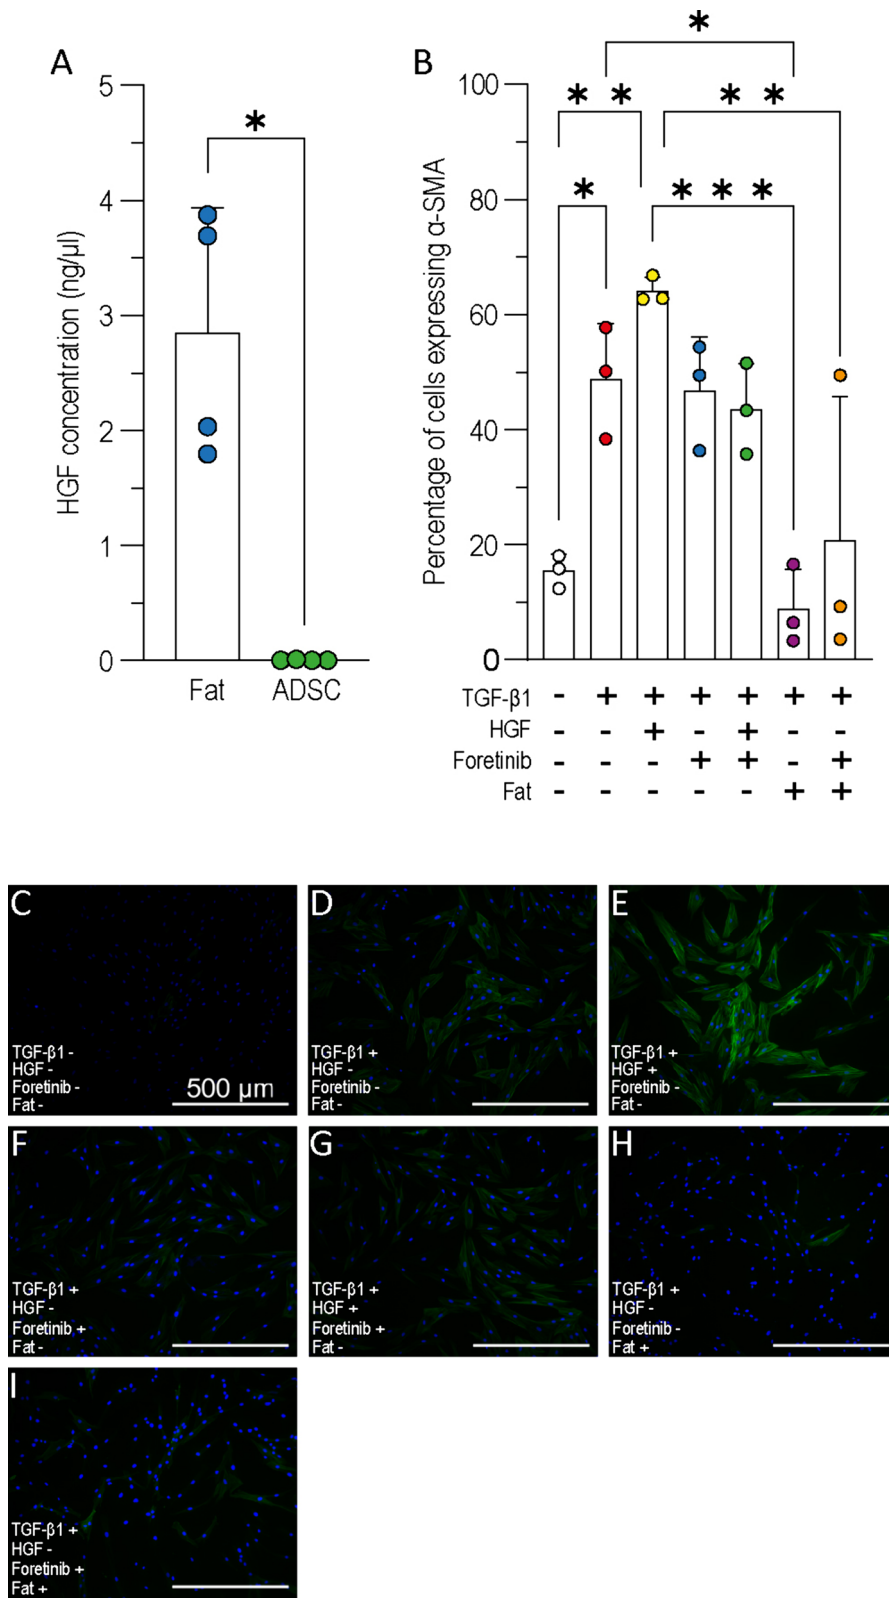 A
5
4
3
2
1
0
HGF concentration (ng/µl)
*
Fat
ADSC
B
100
80
60
40
20
0
Percentage of cells expressing α-SMA
*
* *
* *
*
* * *
TGF-β1 - + + + + + +
HGF - - + - + - -
Foretinib - - - + + - +
Fat - - - - - + +
C
TGF-β1 -
HGF -
Foretinib -
Fat -
500 µm
D
TGF-β1 +
HGF -
Foretinib -
Fat -
E
TGF-β1 +
HGF +
Foretinib -
Fat -
F
TGF-β1 +
HGF -
Foretinib +
Fat -
G
TGF-β1 +
HGF +
Foretinib +
Fat -
H
TGF-β1 +
HGF -
Foretinib -
Fat +
I
TGF-β1 +
HGF -
Foretinib +
Fat +